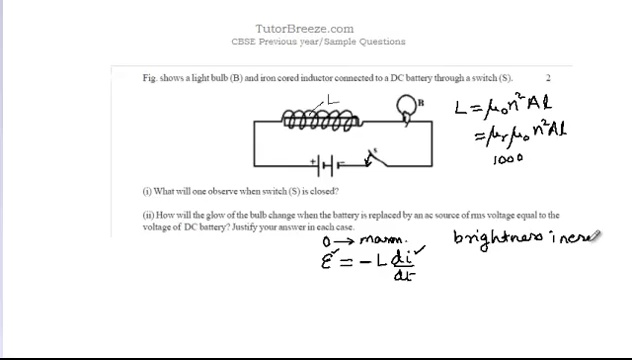 TutorBreeze.com
CBSE Previous year/Sample Questions
Fig. shows a light bulb (B) and iron cored inductor connected to a DC battery through a switch (S). 2
L
B
L = μ₀n²Al
= μᵣμ₀n²Al
1000
+
s
(i) What will one observe when switch (S) is closed?
(ii) How will the glow of the bulb change when the battery is replaced by an ac source of rms voltage equal to the
voltage of DC battery? Justify your answer in each case.
0 → maxm.
brightness incre
ε = -L di/dt